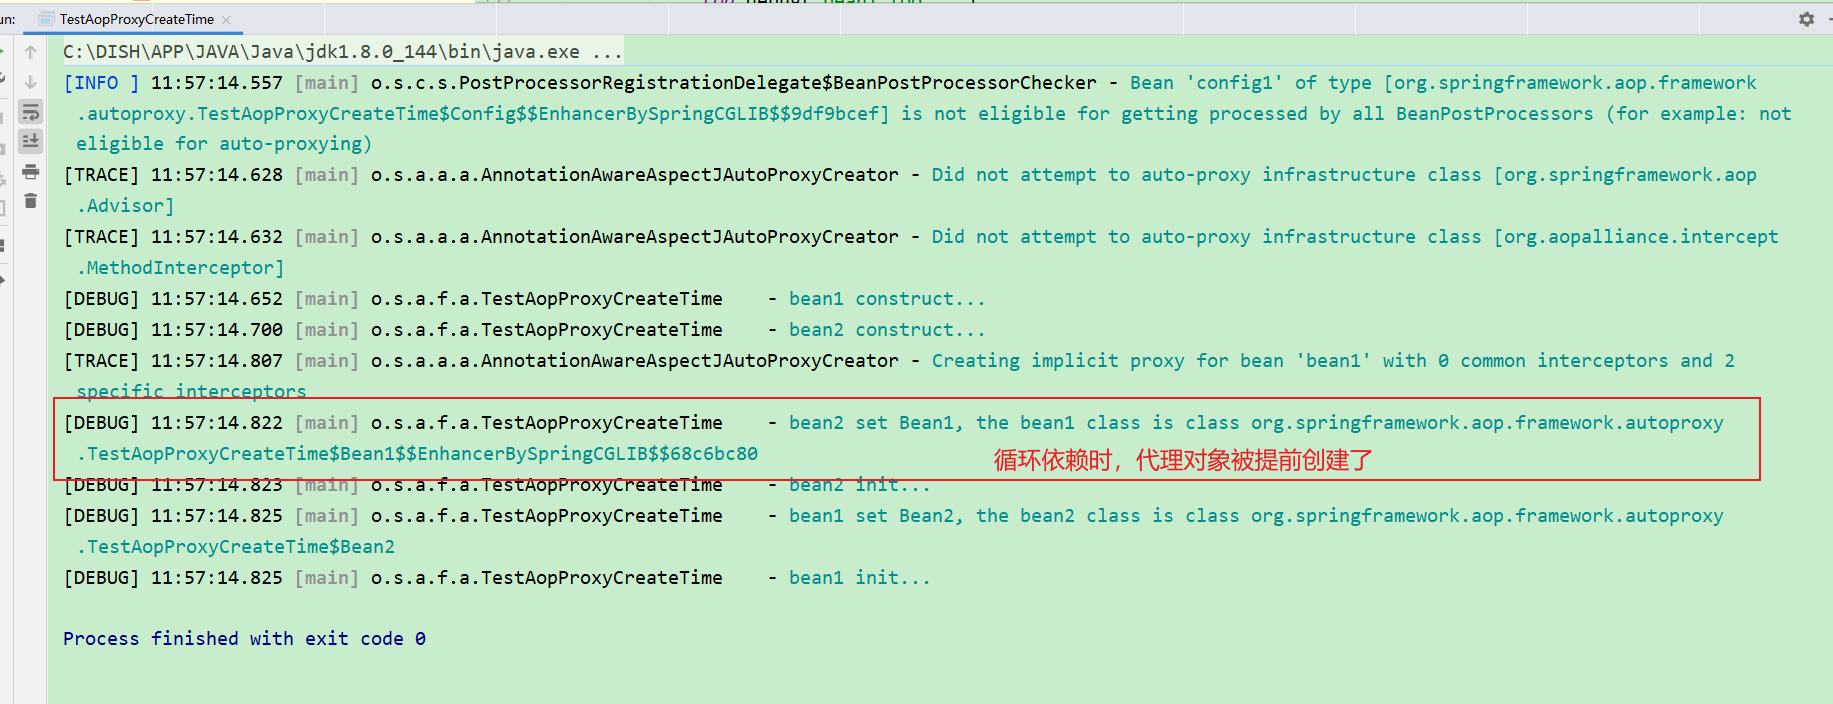 un:
TestAopProxyCreateTime
C:\DISH\APP\JAVA\Java\jdk1.8.0_144\bin\java.exe ...
[INFO ] 11:57:14.557 [main] o.s.c.s.PostProcessorRegistrationDelegate$BeanPostProcessorChecker - Bean 'config1' of type [org.springframework.aop.framework
.autoproxy.TestAopProxyCreateTime$Config$$EnhancerBySpringCGLIB$$9df9bcef] is not eligible for getting processed by all BeanPostProcessors (for example: not
eligible for auto-proxying)
[TRACE] 11:57:14.628 [main] o.s.a.a.a.AnnotationAwareAspectJAutoProxyCreator - Did not attempt to auto-proxy infrastructure class [org.springframework.aop
.Advisor]
[TRACE] 11:57:14.632 [main] o.s.a.a.a.AnnotationAwareAspectJAutoProxyCreator - Did not attempt to auto-proxy infrastructure class [org.aopalliance.intercept
.MethodInterceptor]
[DEBUG] 11:57:14.652 [main] o.s.a.f.a.TestAopProxyCreateTime    - bean1 construct...
[DEBUG] 11:57:14.700 [main] o.s.a.f.a.TestAopProxyCreateTime    - bean2 construct...
[TRACE] 11:57:14.807 [main] o.s.a.a.a.AnnotationAwareAspectJAutoProxyCreator - Creating implicit proxy for bean 'bean1' with 0 common interceptors and 2
specific interceptors
[DEBUG] 11:57:14.822 [main] o.s.a.f.a.TestAopProxyCreateTime    - bean2 set Bean1, the bean1 class is class org.springframework.aop.framework.autoproxy
.TestAopProxyCreateTime$Bean1$$EnhancerBySpringCGLIB$$68c6bc80
循环依赖时，代理对象被提前创建了
[DEBUG] 11:57:14.823 [main] o.s.a.f.a.TestAopProxyCreateTime    - bean2 init...
[DEBUG] 11:57:14.825 [main] o.s.a.f.a.TestAopProxyCreateTime    - bean1 set Bean2, the bean2 class is class org.springframework.aop.framework.autoproxy
.TestAopProxyCreateTime$Bean2
[DEBUG] 11:57:14.825 [main] o.s.a.f.a.TestAopProxyCreateTime    - bean1 init...
Process finished with exit code 0